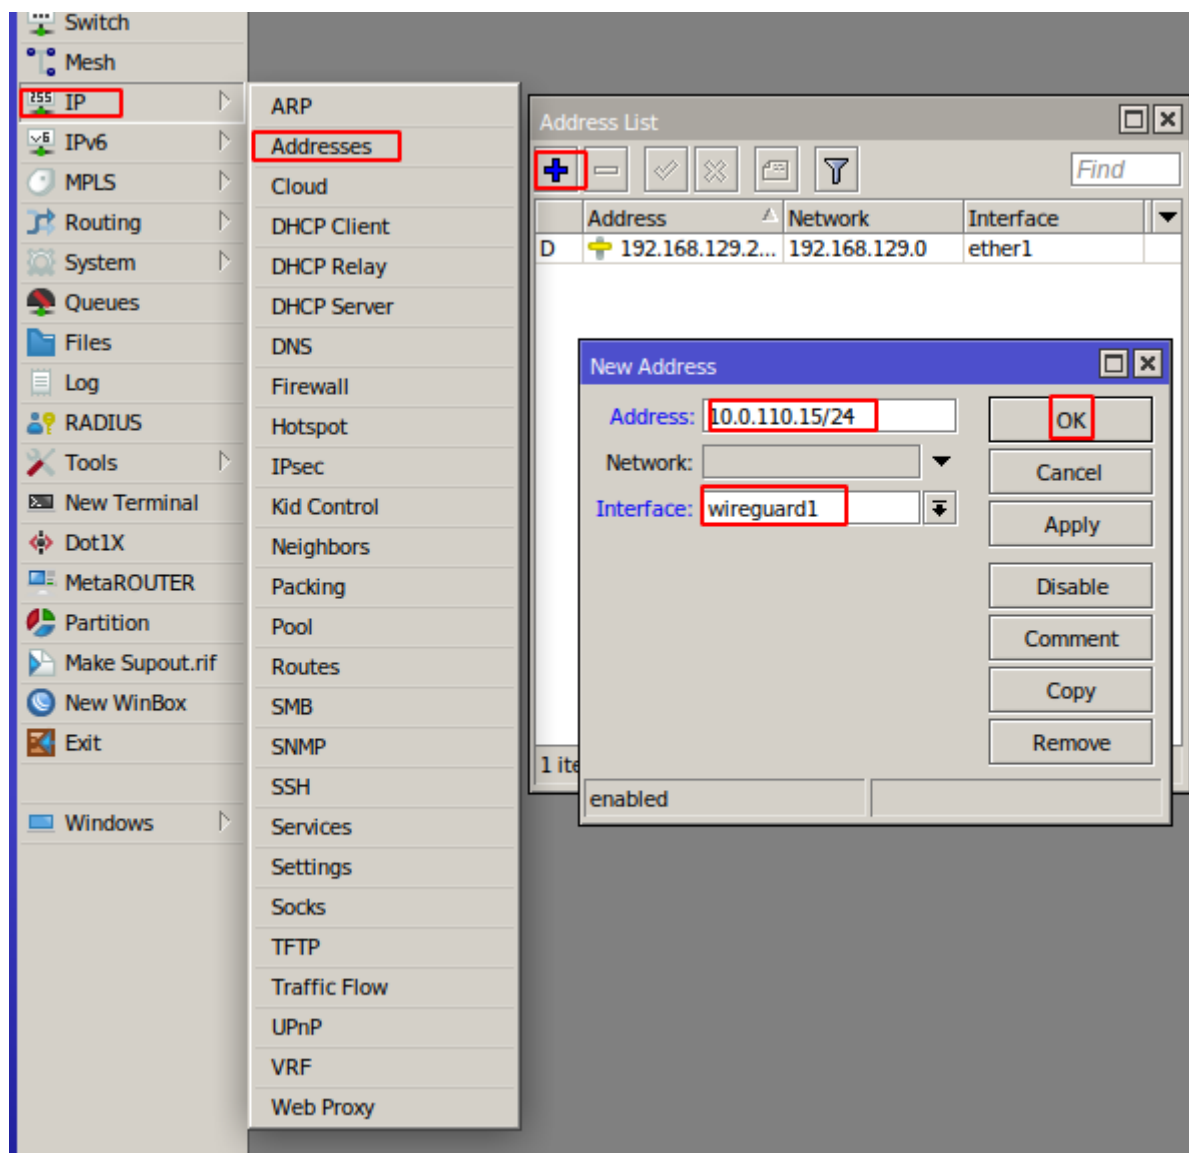 Switch
Mesh
IP
IPv6
MPLS
Routing
System
Queues
Files
Log
RADIUS
Tools
New Terminal
Dot1X
MetaROUTER
Partition
Make Supout.rif
New WinBox
Exit
Windows
ARP
Addresses
Cloud
DHCP Client
DHCP Relay
DHCP Server
DNS
Firewall
Hotspot
IPsec
Kid Control
Neighbors
Packing
Pool
Routes
SMB
SNMP
SSH
Services
Settings
Socks
TFTP
Traffic Flow
UPnP
VRF
Web Proxy
Address List
Find
Address Network Interface
D 192.168.129.2... 192.168.129.0 ether1
New Address
Address: 10.0.110.15/24
Network:
Interface: wireguard1
OK
Cancel
Apply
Disable
Comment
Copy
Remove
1 ite
enabled